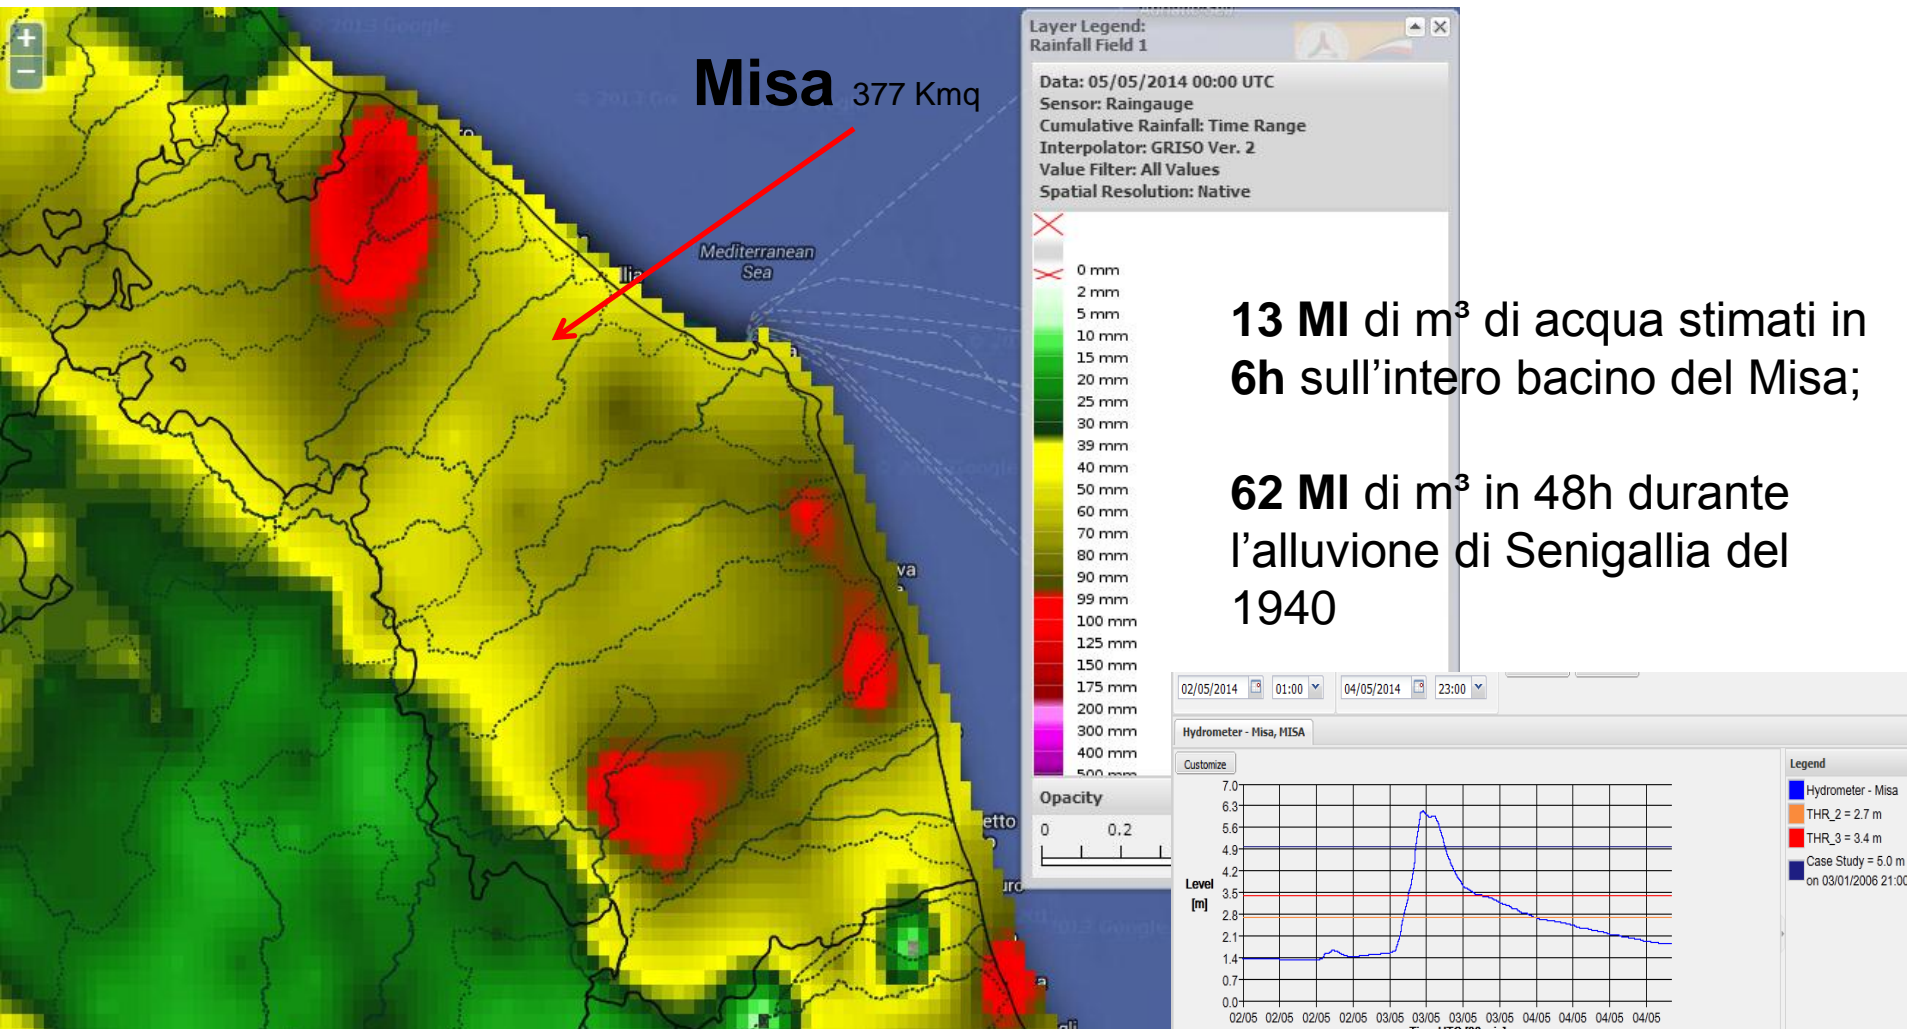 +
−
© 2013 Google
Misa 377 Kmq
Mediterranean
Sea
Layer Legend:
Rainfall Field 1
Data: 05/05/2014 00:00 UTC
Sensor: Raingauge
Cumulative Rainfall: Time Range
Interpolator: GRISO Ver. 2
Value Filter: All Values
Spatial Resolution: Native
0 mm
2 mm
5 mm
10 mm
15 mm
20 mm
25 mm
30 mm
39 mm
40 mm
50 mm
60 mm
70 mm
80 mm
90 mm
99 mm
100 mm
125 mm
150 mm
175 mm
200 mm
300 mm
400 mm
500 mm
Opacity
0 0.2
13 Ml di m³ di acqua stimati in
6h sull’intero bacino del Misa;
62 Ml di m³ in 48h durante
l’alluvione di Senigallia del
1940
02/05/2014 01:00 04/05/2014 23:00
Hydrometer - Misa, MISA
Customize
7.0
6.3
5.6
4.9
4.2
3.5
2.8
2.1
1.4
0.7
0.0
Level
[m]
02/05 02/05 02/05 02/05 03/05 03/05 03/05 03/05 04/05 04/05 04/05 04/05
Legend
Hydrometer - Misa
THR_2 = 2.7 m
THR_3 = 3.4 m
Case Study = 5.0 m
on 03/01/2006 21:00